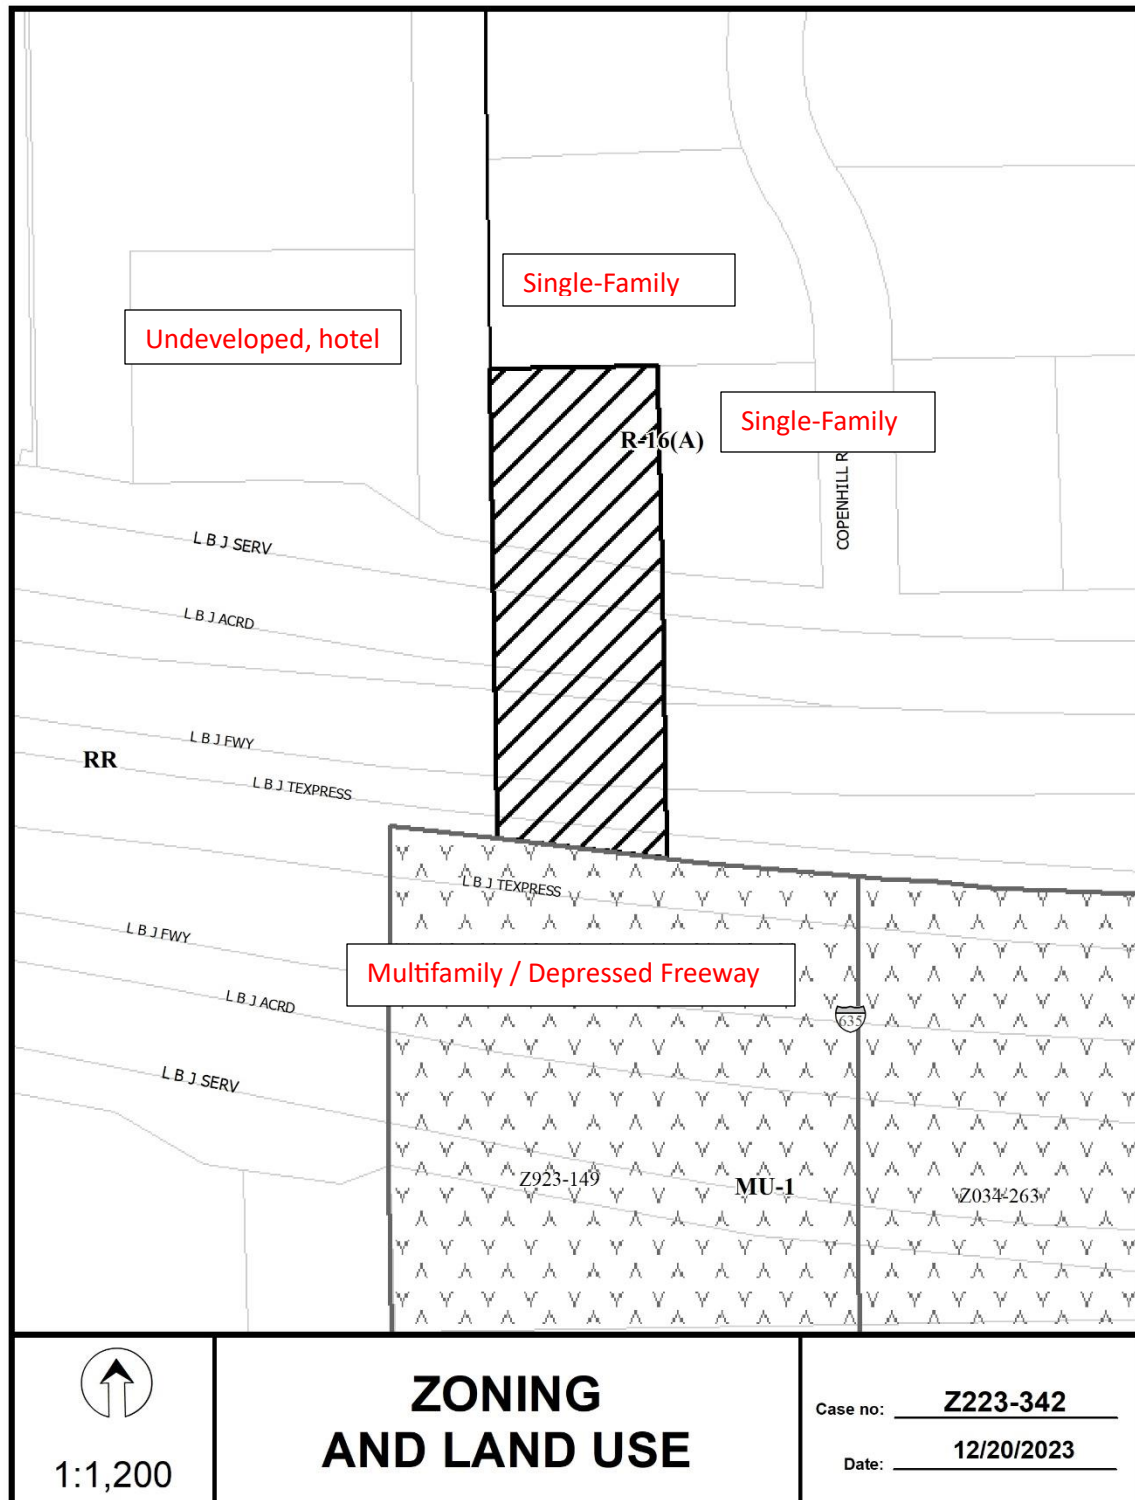 Single-Family
Undeveloped, hotel
Single-Family
R-16(A)
COPENHILL R
L B J SERV
L B J ACRD
L B J FWY
RR
L B J TEXPRESS
L B J TEXPRESS
L B J FWY
Multifamily / Depressed Freeway
L B J ACRD
635
L B J SERV
Z923-149
MU-1
Z034-263
1:1,200
ZONING
AND LAND USE
Case no: Z223-342
Date: 12/20/2023